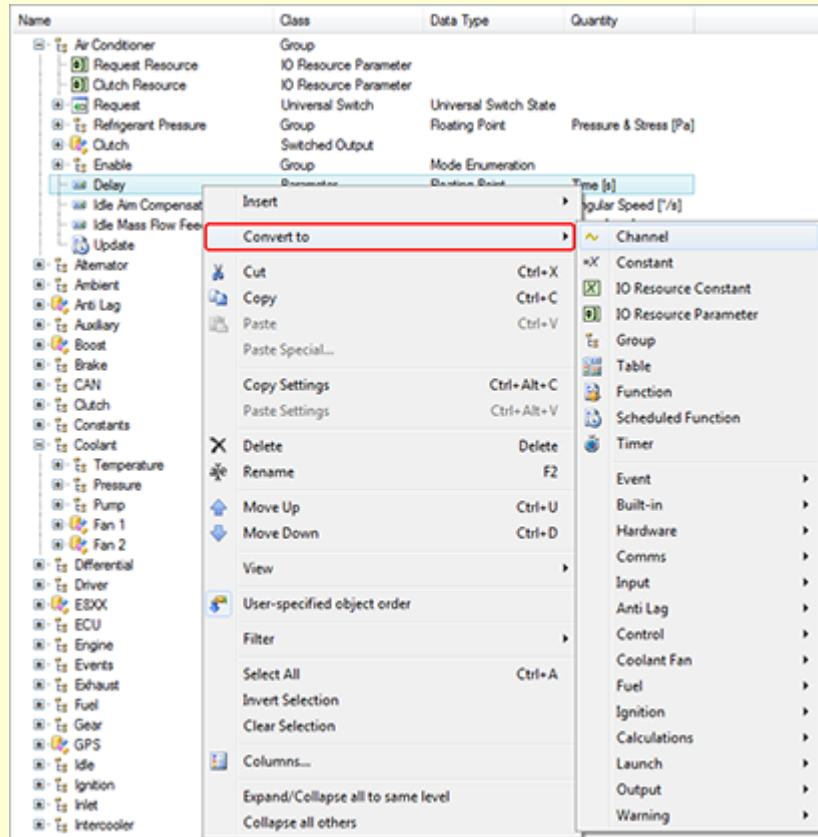 Name Class Data Type Quantity
Air Conditioner Group
Request Resource IO Resource Parameter
Clutch Resource IO Resource Parameter
Request Universal Switch Universal Switch State
Refrigerant Pressure Group Floating Point Pressure & Stress [Pa]
Clutch Switched Output
Enable Group Mode Enumeration
Delay Parameter Floating Point Time [s]
Idle Aim Compensat ngular Speed [°/s]
Idle Mass Flow Fee
Update
Alternator
Ambient
Anti Lag
Auxiliary
Boost
Brake
CAN
Clutch
Constants
Coolant
Temperature
Pressure
Pump
Fan 1
Fan 2
Differential
Driver
E8XX
ECU
Engine
Events
Exhaust
Fuel
Gear
GPS
Idle
Ignition
Inlet
Intercooler
Insert
Convert to
Cut Ctrl+X
Copy Ctrl+C
Paste Ctrl+V
Paste Special...
Copy Settings Ctrl+Alt+C
Paste Settings Ctrl+Alt+V
Delete Delete
Rename F2
Move Up Ctrl+U
Move Down Ctrl+D
View
User-specified object order
Filter
Select All Ctrl+A
Invert Selection
Clear Selection
Columns...
Expand/Collapse all to same level
Collapse all others
Channel
Constant
IO Resource Constant
IO Resource Parameter
Group
Table
Function
Scheduled Function
Timer
Event
Built-in
Hardware
Comms
Input
Anti Lag
Control
Coolant Fan
Fuel
Ignition
Calculations
Launch
Output
Warning